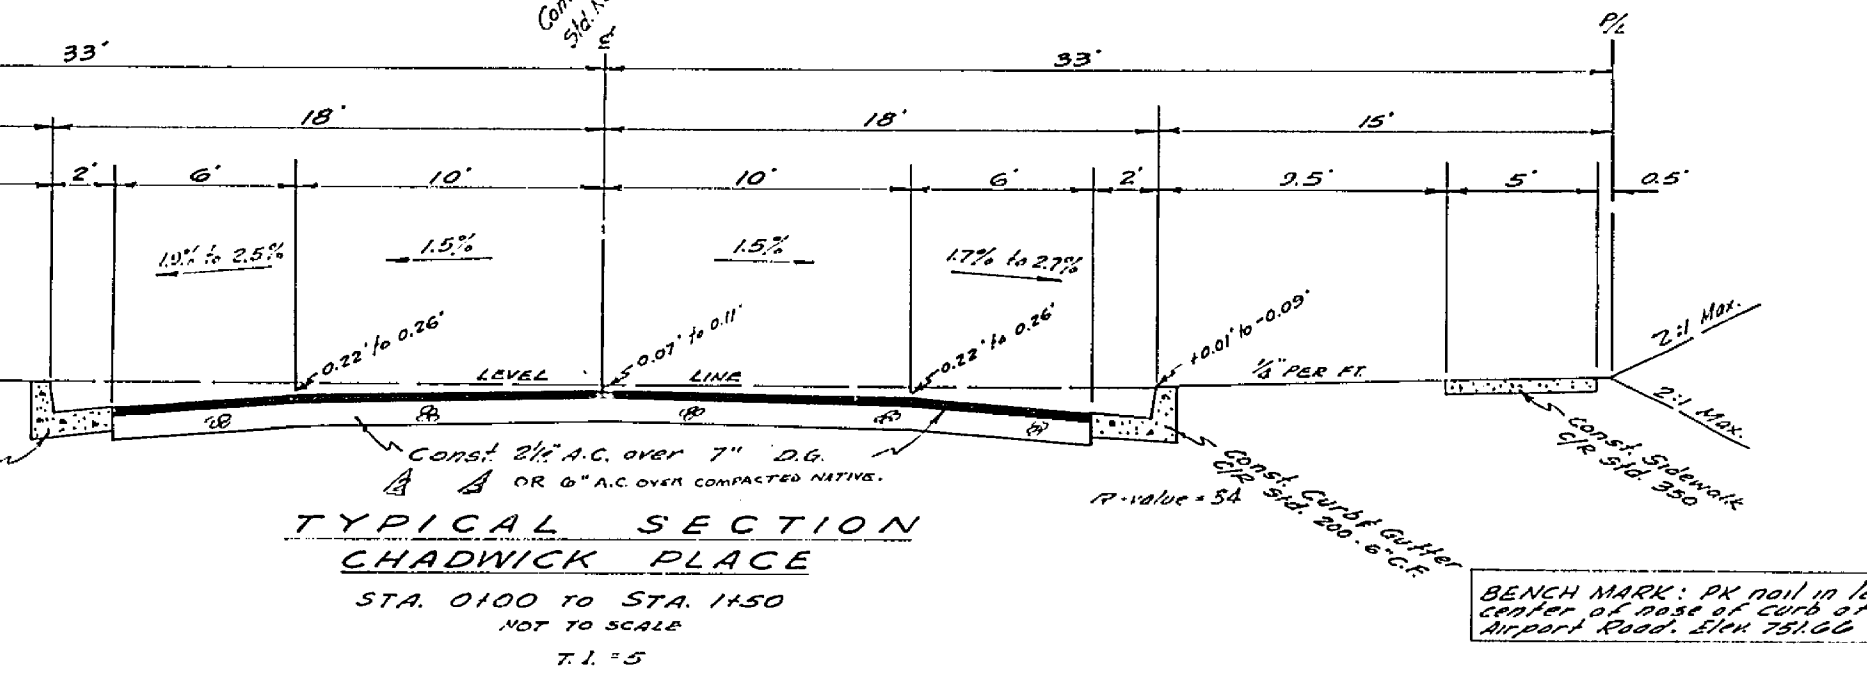 Std.
℄
P/L
33'
33'
18'
18'
15'
2'
6'
10'
10'
6'
2'
9.5'
5'
0.5'
1.9% to 2.5%
1.5%
1.5%
1.7% to 2.7%
0.22' to 0.26'
0.07' to 0.11'
0.22' to 0.26'
+0.01' to -0.09'
LEVEL LINE
1/4" PER FT.
2:1 Max.
2:1 Max.
Const. 2 1/2" A.C. over 7" D.G.
OR 6" A.C. OVER COMPACTED NATIVE.
R-value = 54
Const. Curb & Gutter
C/R Std. 200 - 6" C.F.
Const. Sidewalk
C/R Std. 350
TYPICAL SECTION
CHADWICK PLACE
STA. 0+00 TO STA. 1+50
NOT TO SCALE
T.I. = 5
BENCH MARK: PK nail in
center of nose of curb
Airport Road. Elev. 751.66